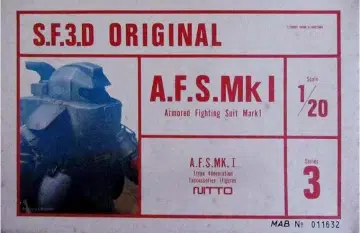 S.F.3.D ORIGINAL
A.F.S.Mk I
Armored Fighting Suit Mark I
Scale
1/20
A.F.S.MK. I
NITTO
Series
3
MAB No 011632